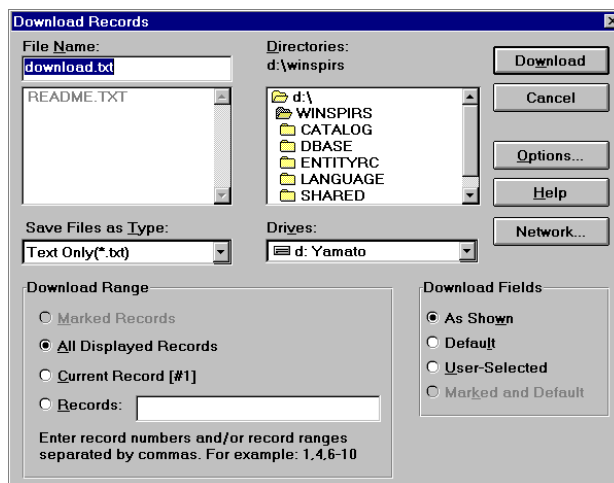 Download Records
File Name:
download.txt
README.TXT
Save Files as Type:
Text Only(*.txt)
Directories:
d:\winspirs
d:\
WINSPIRS
CATALOG
DBASE
ENTITYRC
LANGUAGE
SHARED
Drives:
d: Yamato
Download
Cancel
Options...
Help
Network...
Download Range
Marked Records
All Displayed Records
Current Record [#1]
Records:
Enter record numbers and/or record ranges
separated by commas. For example: 1,4,6-10
Download Fields
As Shown
Default
User-Selected
Marked and Default